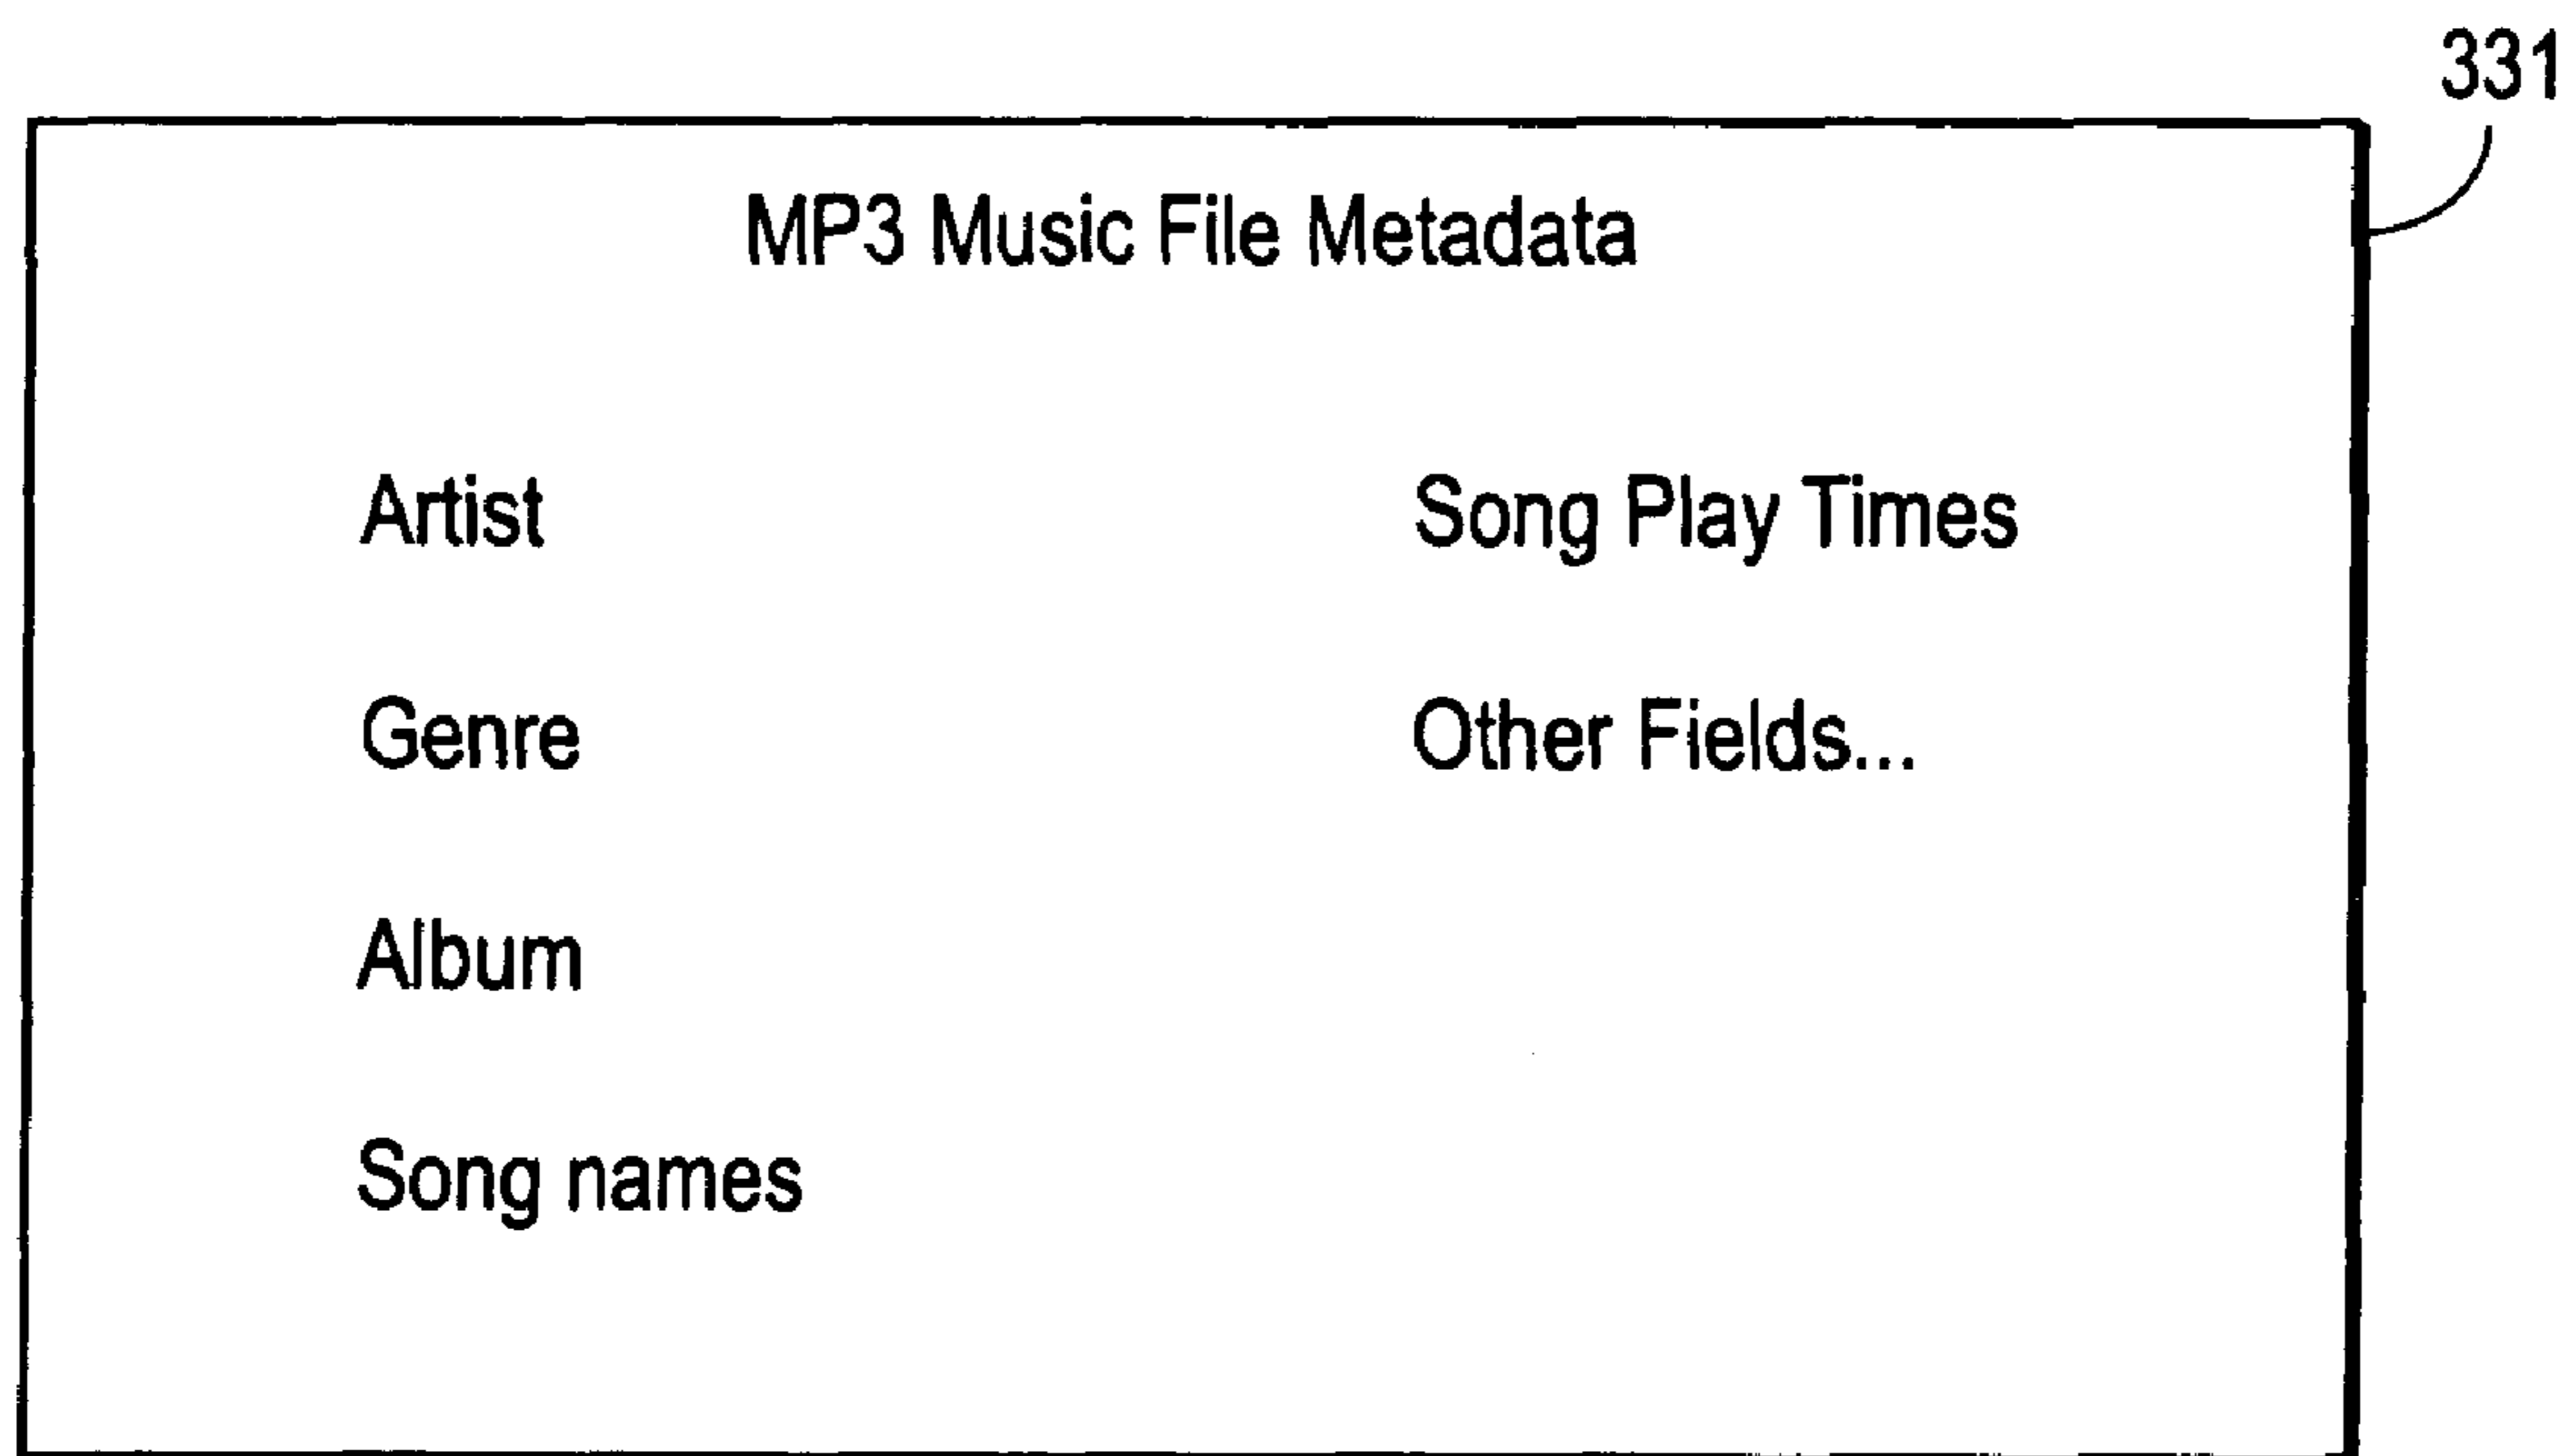 331
MP3 Music File Metadata
Artist
Genre
Album
Song names
Song Play Times
Other Fields...